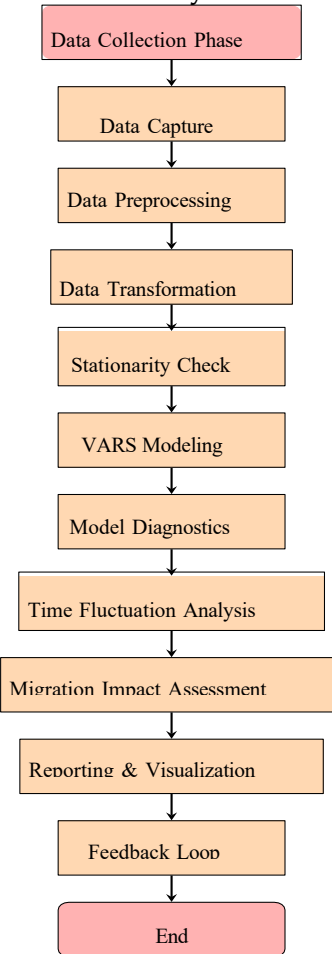 Data Collection Phase
Data Capture
Data Preprocessing
Data Transformation
Stationarity Check
VARS Modeling
Model Diagnostics
Time Fluctuation Analysis
Migration Impact Assessment
Reporting & Visualization
Feedback Loop
End